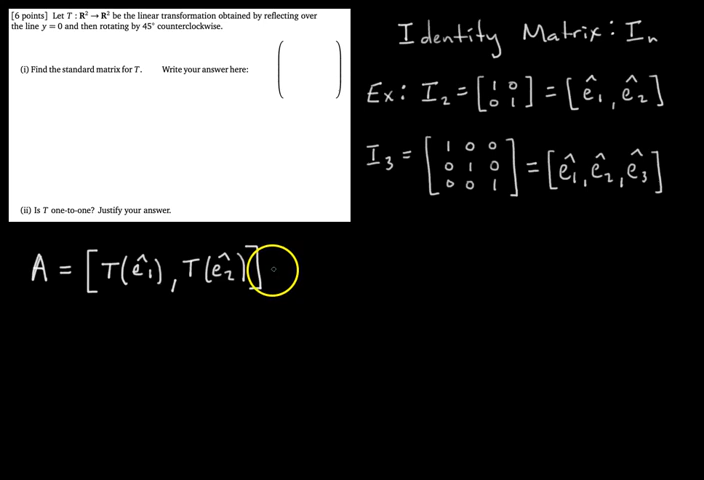 [6 points] Let T : R² → R² be the linear transformation obtained by reflecting over
the line y = 0 and then rotating by 45° counterclockwise.
(i) Find the standard matrix for T. Write your answer here:
(ii) Is T one-to-one? Justify your answer.
Identity Matrix: Iₙ
Ex: I₂ = [1 0
0 1] = [ê₁, ê₂]
I₃ = [1 0 0
0 1 0
0 0 1] = [ê₁, ê₂, ê₃]
A = [T(ê₁), T(ê₂)]